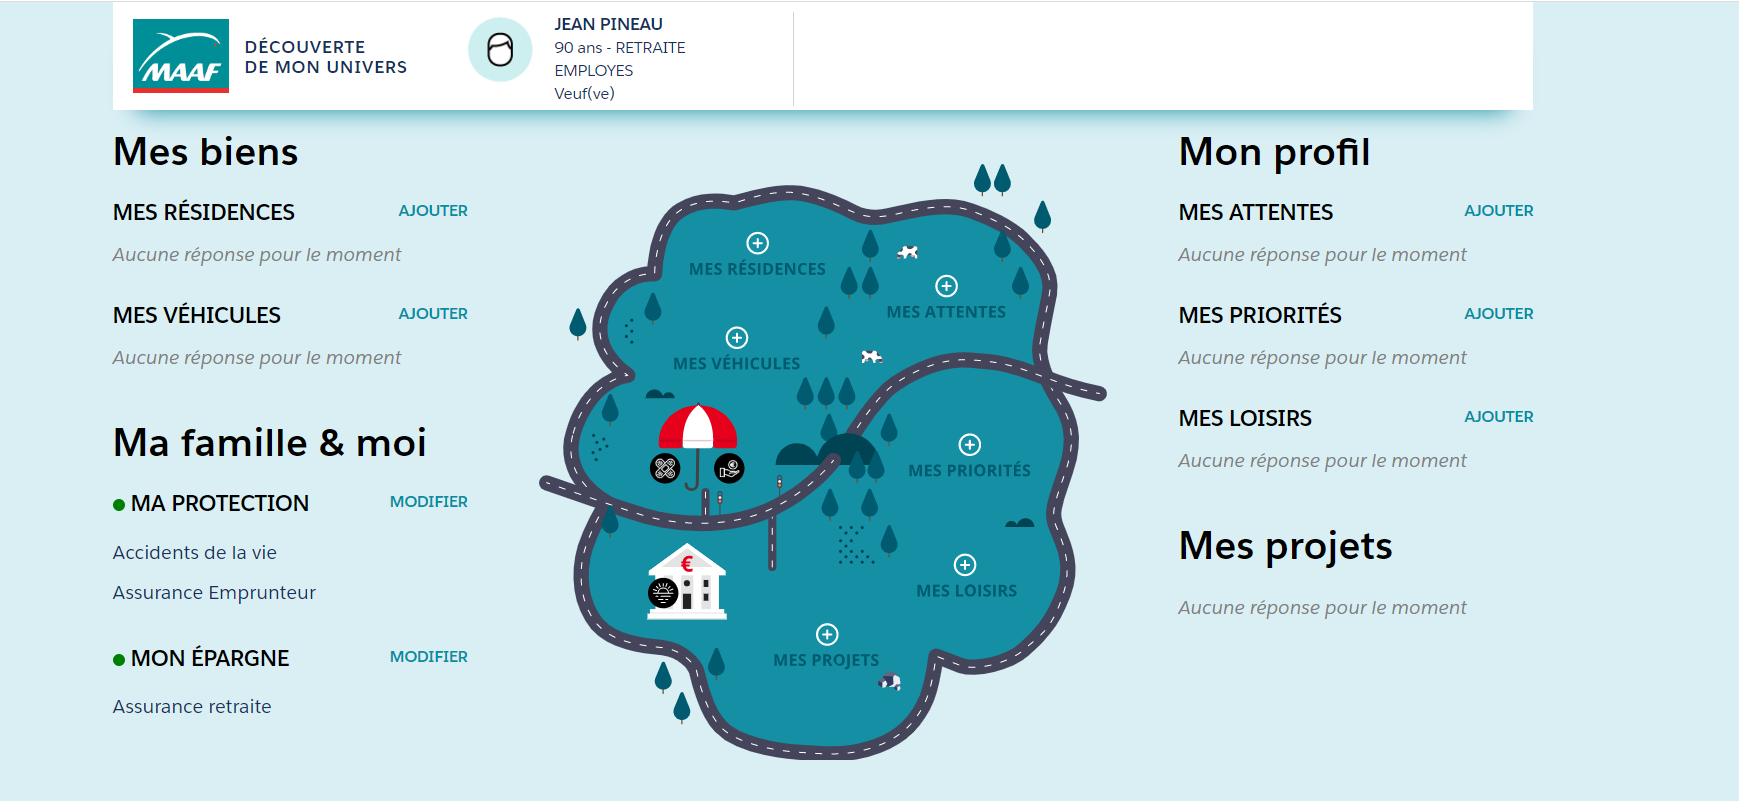 MAAF
DÉCOUVERTE
DE MON UNIVERS
JEAN PINEAU
90 ans - RETRAITE
EMPLOYES
Veuf(ve)
Mes biens
MES RÉSIDENCES
AJOUTER
Aucune réponse pour le moment
MES VÉHICULES
AJOUTER
Aucune réponse pour le moment
Ma famille & moi
MA PROTECTION
MODIFIER
Accidents de la vie
Assurance Emprunteur
MON ÉPARGNE
MODIFIER
Assurance retraite
MES RÉSIDENCES
MES ATTENTES
MES VÉHICULES
MES PRIORITÉS
€
MES LOISIRS
MES PROJETS
Mon profil
MES ATTENTES
AJOUTER
Aucune réponse pour le moment
MES PRIORITÉS
AJOUTER
Aucune réponse pour le moment
MES LOISIRS
AJOUTER
Aucune réponse pour le moment
Mes projets
Aucune réponse pour le moment